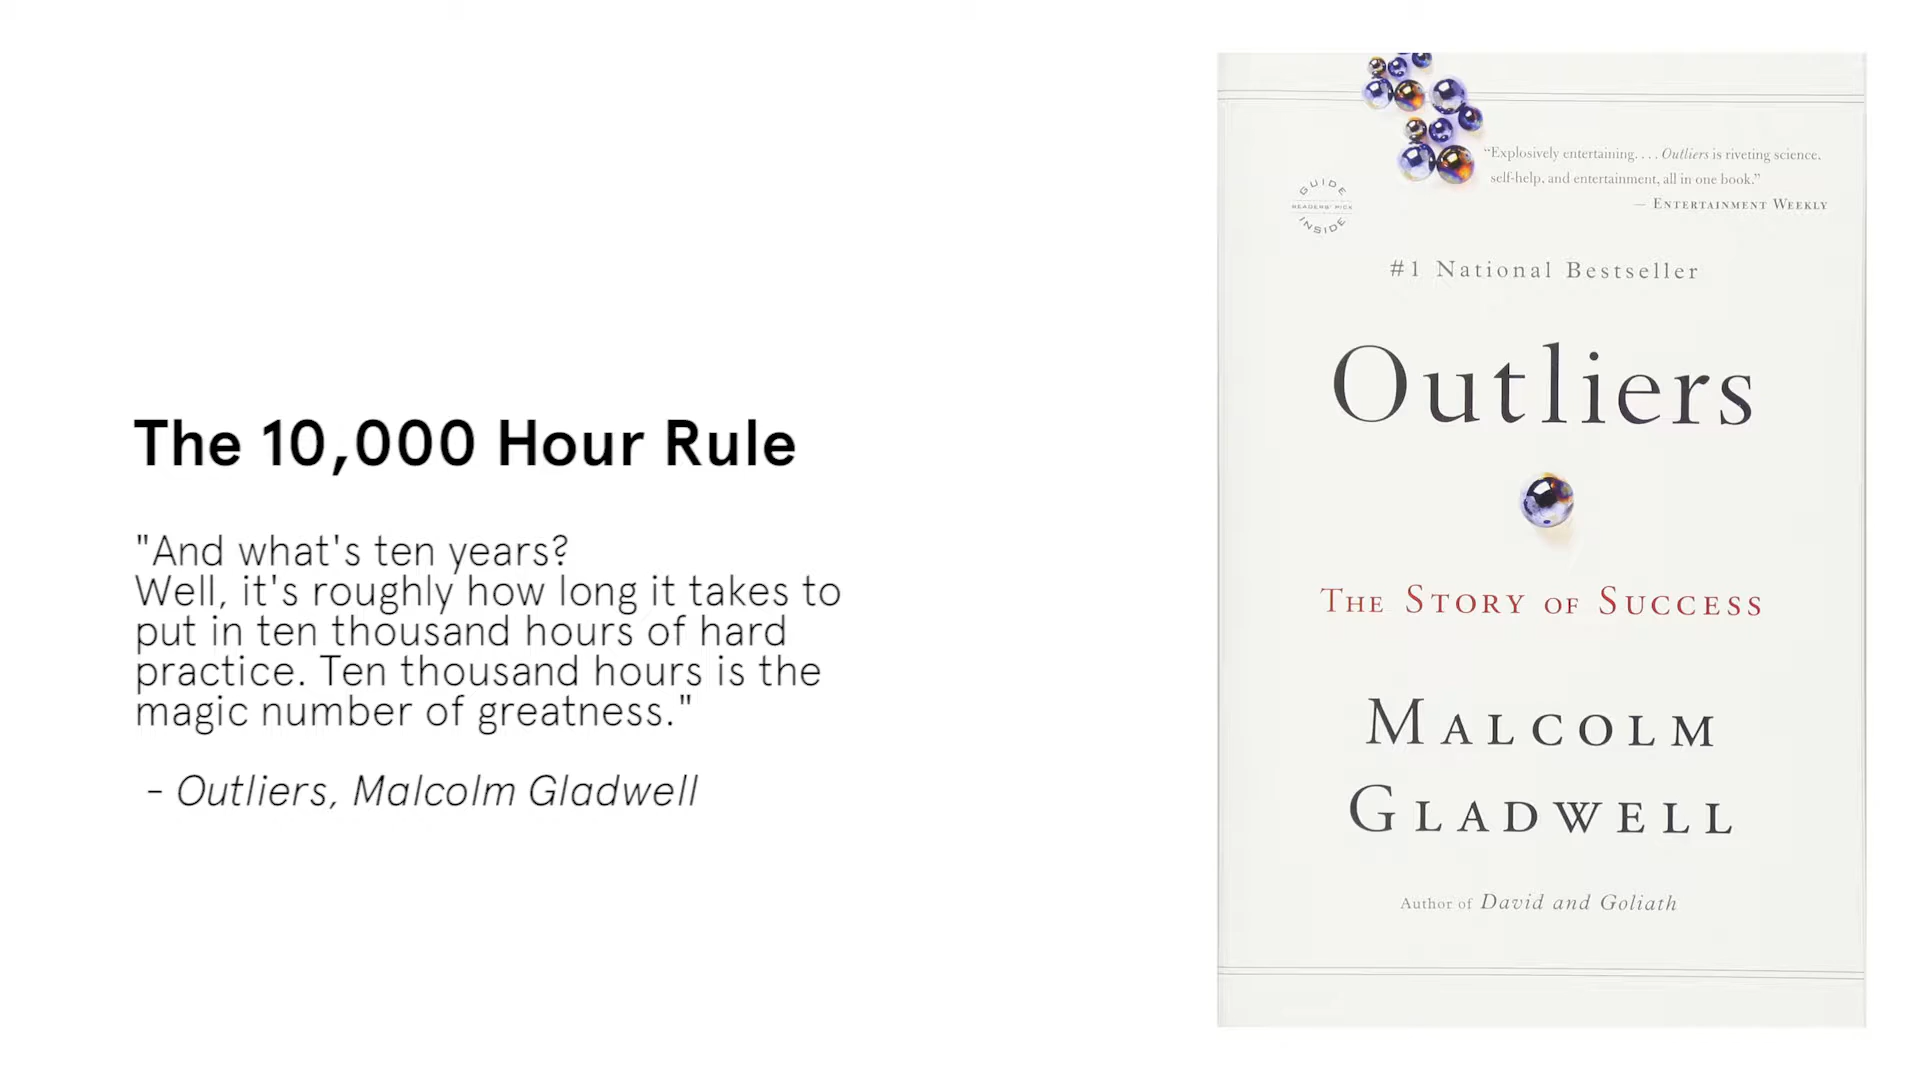 The 10,000 Hour Rule
"And what's ten years?
Well, it's roughly how long it takes to
put in ten thousand hours of hard
practice. Ten thousand hours is the
magic number of greatness."
- Outliers, Malcolm Gladwell
“Explosively entertaining. . . . Outliers is riveting science,
self-help, and entertainment, all in one book.”
— Entertainment Weekly
GUIDE
READERS' PICK
INSIDE
#1 National Bestseller
Outliers
The Story of Success
Malcolm
Gladwell
Author of David and Goliath